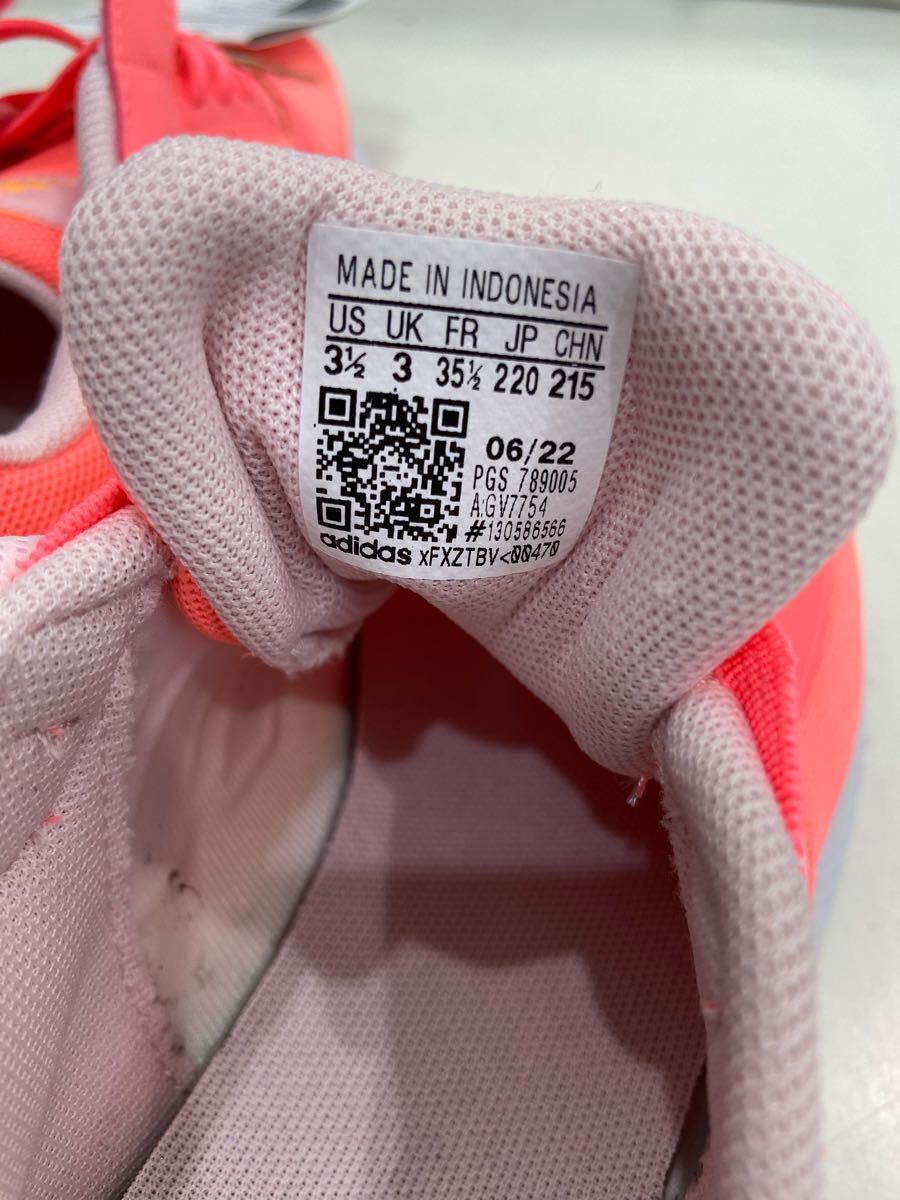 MADE IN INDONESIA
US UK FR JP CHN
3½ 3 35½ 220 215
06/22
PGS 789005
A:GV7754
#130586566
adidas xFXZTBV<00470